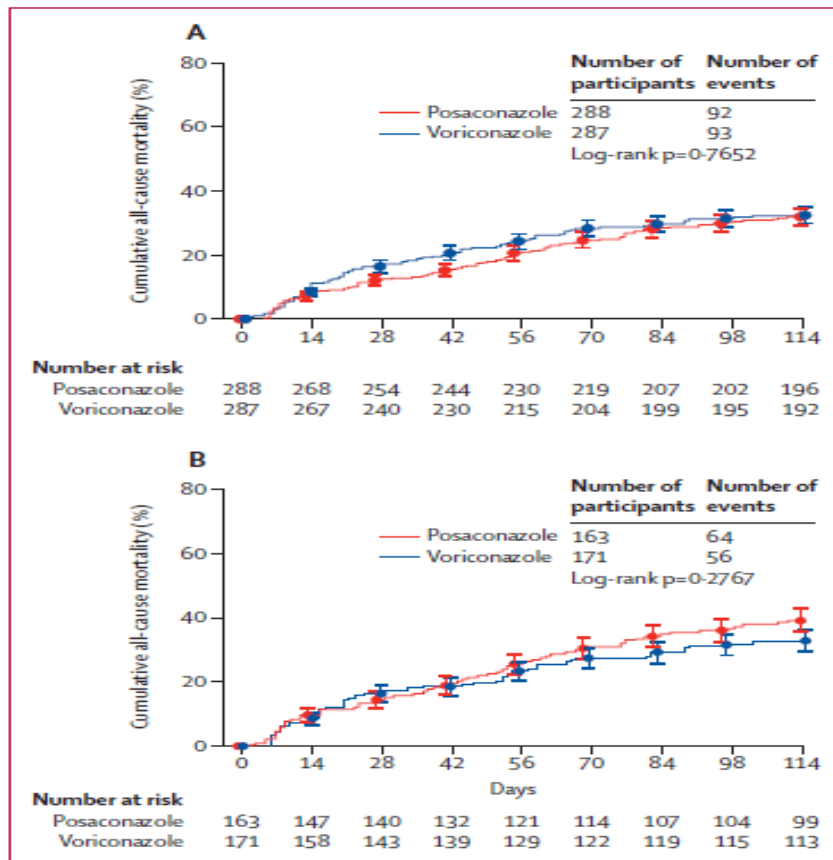 A
Cumulative all-cause mortality (%)
80
60
40
20
0
Number of participants Number of events
Posaconazole 288 92
Voriconazole 287 93
Log-rank p=0·7652
0 14 28 42 56 70 84 98 114
Number at risk
Posaconazole 288 268 254 244 230 219 207 202 196
Voriconazole 287 267 240 230 215 204 199 195 192
B
Cumulative all-cause mortality (%)
80
60
40
20
0
Number of participants Number of events
Posaconazole 163 64
Voriconazole 171 56
Log-rank p=0·2767
0 14 28 42 56 70 84 98 114
Days
Number at risk
Posaconazole 163 147 140 132 121 114 107 104 99
Voriconazole 171 158 143 139 129 122 119 115 113